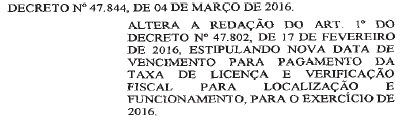 DECRETO Nº 47.844, DE 04 DE MARÇO DE 2016.
ALTERA A REDAÇÃO DO ART. 1º DO
DECRETO Nº 47.802, DE 17 DE FEVEREIRO
DE 2016, ESTIPULANDO NOVA DATA DE
VENCIMENTO PARA PAGAMENTO DA
TAXA DE LICENÇA E VERIFICAÇÃO
FISCAL PARA LOCALIZAÇÃO E
FUNCIONAMENTO, PARA O EXERCÍCIO DE
2016.